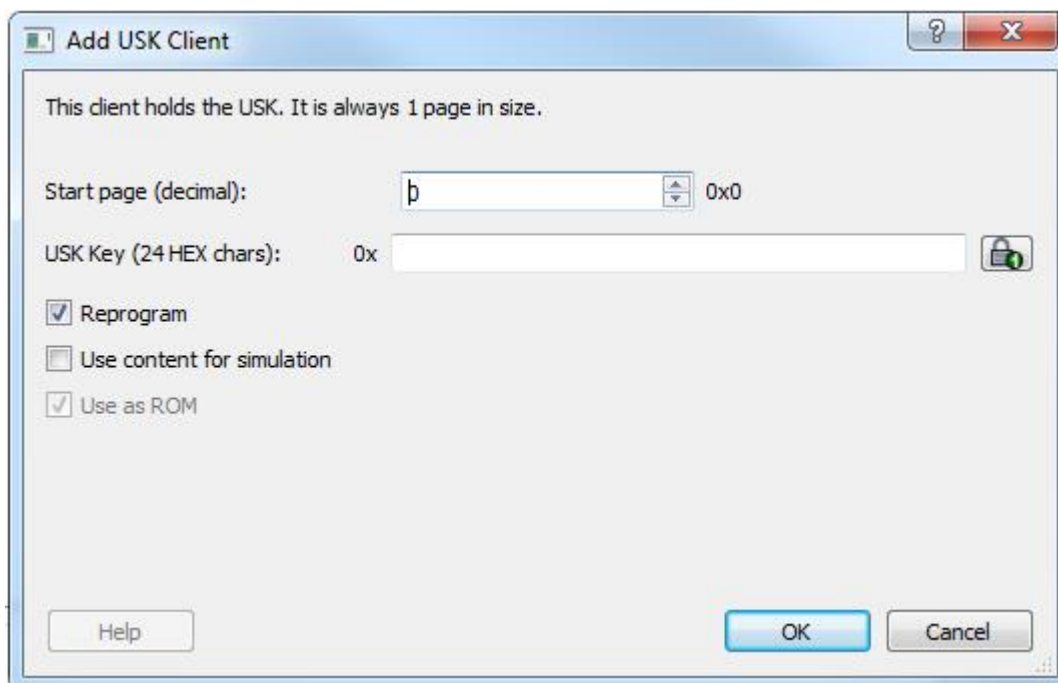 Add USK Client
This client holds the USK. It is always 1 page in size.
Start page (decimal): 0 0x0
USK Key (24 HEX chars): 0x
Reprogram
Use content for simulation
Use as ROM
Help OK Cancel